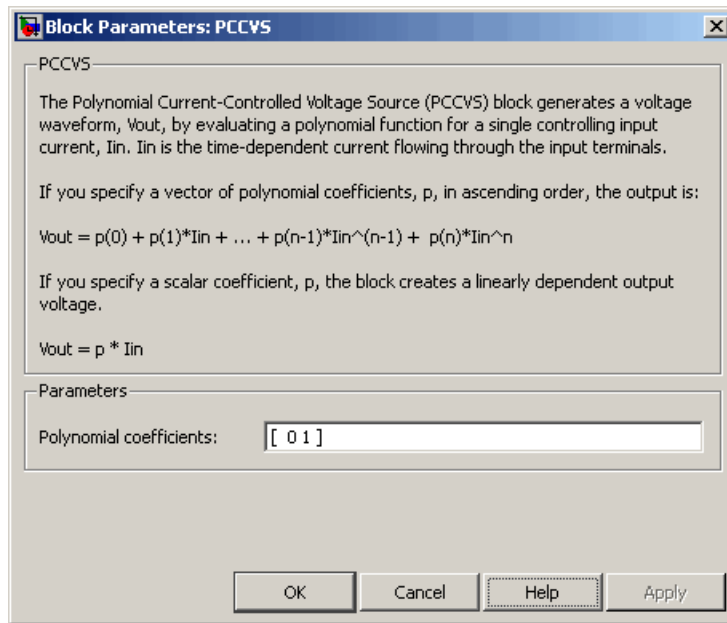 Block Parameters: PCCVS
PCCVS
The Polynomial Current-Controlled Voltage Source (PCCVS) block generates a voltage
waveform, Vout, by evaluating a polynomial function for a single controlling input
current, Iin. Iin is the time-dependent current flowing through the input terminals.
If you specify a vector of polynomial coefficients, p, in ascending order, the output is:
Vout = p(0) + p(1)*Iin + ... + p(n-1)*Iin^(n-1) + p(n)*Iin^n
If you specify a scalar coefficient, p, the block creates a linearly dependent output
voltage.
Vout = p * Iin
Parameters
Polynomial coefficients: [ 0 1 ]
OK Cancel Help Apply